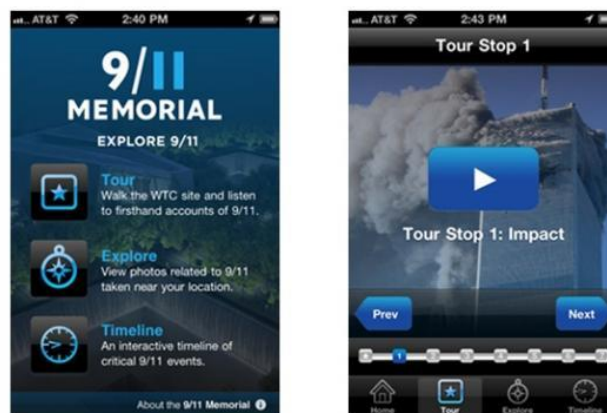 AT&T 2:40 PM
9/11
MEMORIAL
EXPLORE 9/11
Tour
Walk the WTC site and listen
to firsthand accounts of 9/11.
Explore
View photos related to 9/11
taken near your location.
Timeline
An interactive timeline of
critical 9/11 events.
About the 9/11 Memorial
AT&T 2:43 PM
Tour Stop 1
Tour Stop 1: Impact
Prev
Next
1
Home
Tour
Explore
Timeline